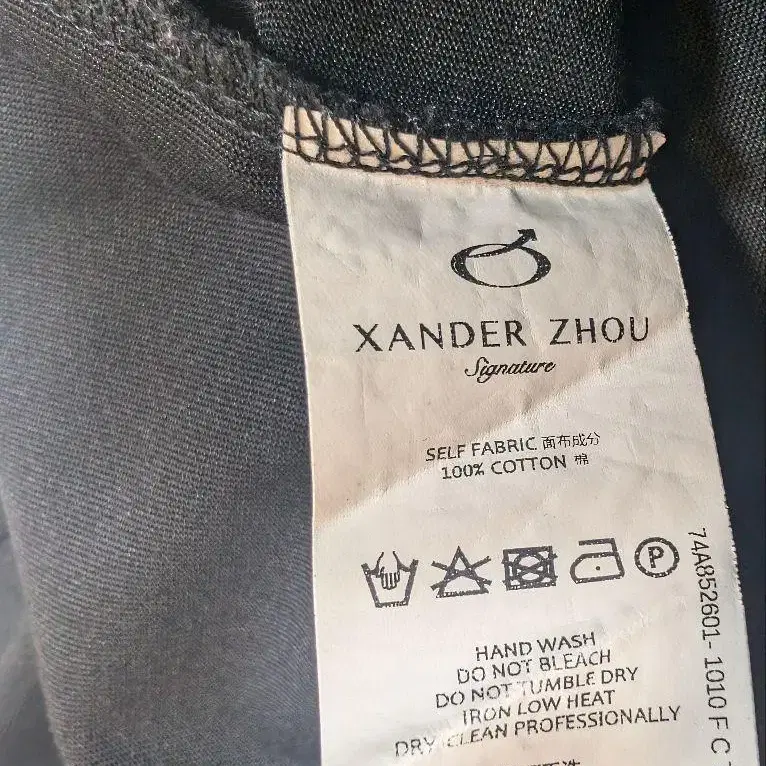 XANDER ZHOU
Signature
SELF FABRIC 面布成分
100% COTTON 棉
P
HAND WASH
DO NOT BLEACH
DO NOT TUMBLE DRY
IRON LOW HEAT
DRY CLEAN PROFESSIONALLY
74A852601- 1010 F C